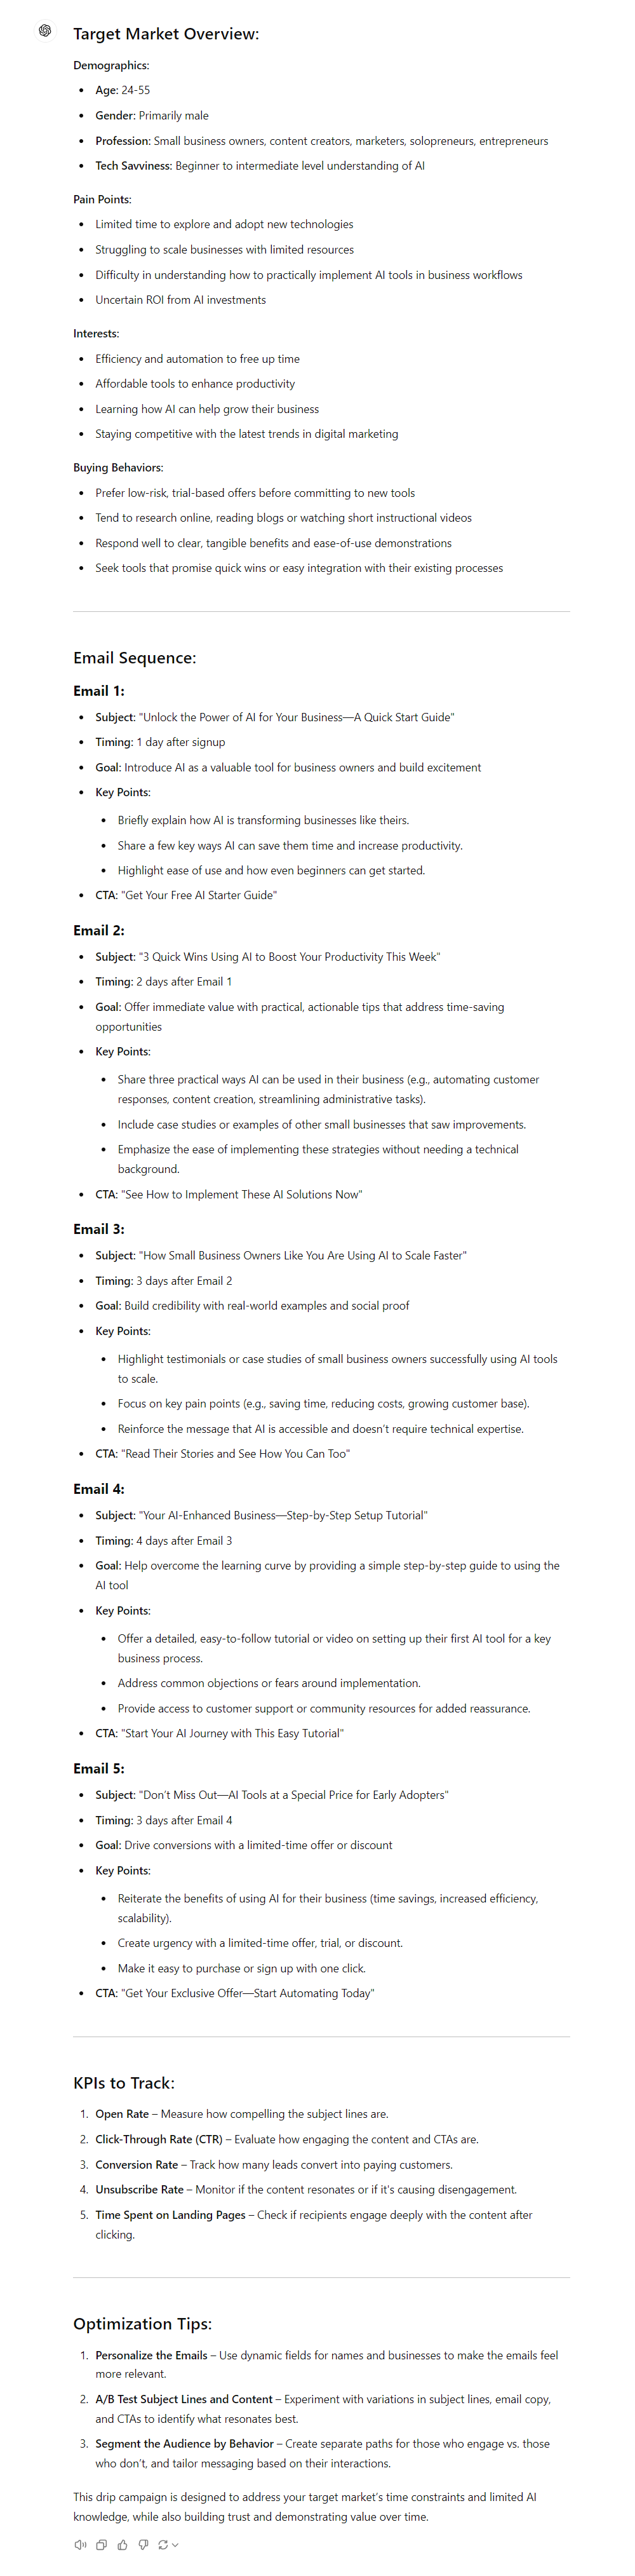 Target Market Overview:
Demographics:
• Age: 24-55
• Gender: Primarily male
• Profession: Small business owners, content creators, marketers, solopreneurs, entrepreneurs
• Tech Savviness: Beginner to intermediate level understanding of AI
Pain Points:
• Limited time to explore and adopt new technologies
• Struggling to scale businesses with limited resources
• Difficulty in understanding how to practically implement AI tools in business workflows
• Uncertain ROI from AI investments
Interests:
• Efficiency and automation to free up time
• Affordable tools to enhance productivity
• Learning how AI can help grow their business
• Staying competitive with the latest trends in digital marketing
Buying Behaviors:
• Prefer low-risk, trial-based offers before committing to new tools
• Tend to research online, reading blogs or watching short instructional videos
• Respond well to clear, tangible benefits and ease-of-use demonstrations
• Seek tools that promise quick wins or easy integration with their existing processes
Email Sequence:
Email 1:
• Subject: "Unlock the Power of AI for Your Business—A Quick Start Guide"
• Timing: 1 day after signup
• Goal: Introduce AI as a valuable tool for business owners and build excitement
• Key Points:
• Briefly explain how AI is transforming businesses like theirs.
• Share a few key ways AI can save them time and increase productivity.
• Highlight ease of use and how even beginners can get started.
• CTA: "Get Your Free AI Starter Guide"
Email 2:
• Subject: "3 Quick Wins Using AI to Boost Your Productivity This Week"
• Timing: 2 days after Email 1
• Goal: Offer immediate value with practical, actionable tips that address time-saving
opportunities
• Key Points:
• Share three practical ways AI can be used in their business (e.g., automating customer
responses, content creation, streamlining administrative tasks).
• Include case studies or examples of other small businesses that saw improvements.
• Emphasize the ease of implementing these strategies without needing a technical
background.
• CTA: "See How to Implement These AI Solutions Now"
Email 3:
• Subject: "How Small Business Owners Like You Are Using AI to Scale Faster"
• Timing: 3 days after Email 2
• Goal: Build credibility with real-world examples and social proof
• Key Points:
• Highlight testimonials or case studies of small business owners successfully using AI tools
to scale.
• Focus on key pain points (e.g., saving time, reducing costs, growing customer base).
• Reinforce the message that AI is accessible and doesn't require technical expertise.
• CTA: "Read Their Stories and See How You Can Too"
Email 4:
• Subject: "Your AI-Enhanced Business—Step-by-Step Setup Tutorial"
• Timing: 4 days after Email 3
• Goal: Help overcome the learning curve by providing a simple step-by-step guide to using the
AI tool
• Key Points:
• Offer a detailed, easy-to-follow tutorial or video on setting up their first AI tool for a key
business process.
• Address common objections or fears around implementation.
• Provide access to customer support or community resources for added reassurance.
• CTA: "Start Your AI Journey with This Easy Tutorial"
Email 5:
• Subject: "Don't Miss Out—AI Tools at a Special Price for Early Adopters"
• Timing: 3 days after Email 4
• Goal: Drive conversions with a limited-time offer or discount
• Key Points:
• Reiterate the benefits of using AI for their business (time savings, increased efficiency,
scalability).
• Create urgency with a limited-time offer, trial, or discount.
• Make it easy to purchase or sign up with one click.
• CTA: "Get Your Exclusive Offer—Start Automating Today"
KPIs to Track:
1. Open Rate – Measure how compelling the subject lines are.
2. Click-Through Rate (CTR) – Evaluate how engaging the content and CTAs are.
3. Conversion Rate – Track how many leads convert into paying customers.
4. Unsubscribe Rate – Monitor if the content resonates or if it's causing disengagement.
5. Time Spent on Landing Pages – Check if recipients engage deeply with the content after
clicking.
Optimization Tips:
1. Personalize the Emails – Use dynamic fields for names and businesses to make the emails feel
more relevant.
2. A/B Test Subject Lines and Content – Experiment with variations in subject lines, email copy,
and CTAs to identify what resonates best.
3. Segment the Audience by Behavior – Create separate paths for those who engage vs. those
who don't, and tailor messaging based on their interactions.
This drip campaign is designed to address your target market's time constraints and limited AI
knowledge, while also building trust and demonstrating value over time.